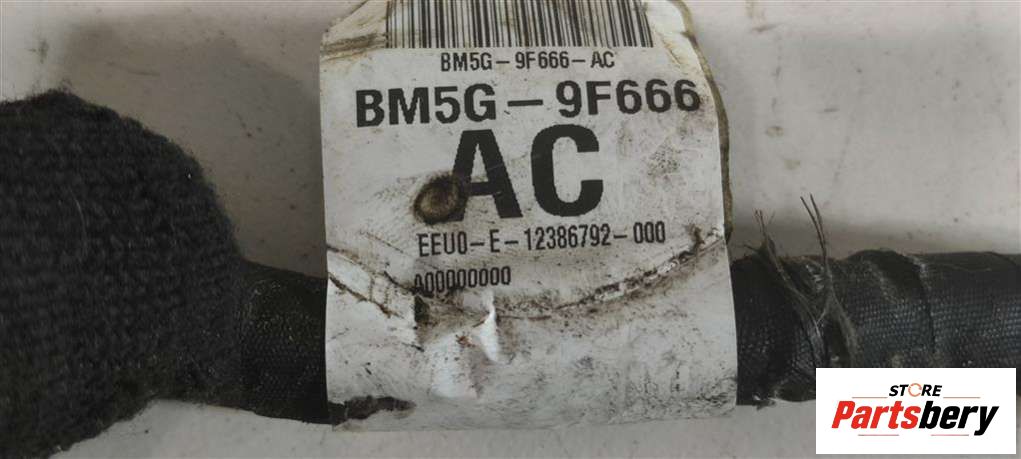 BM5G-9F666-AC
BM5G-9F666
AC
EEU0-E-12386792-000
A00000000
STORE
Partsbery